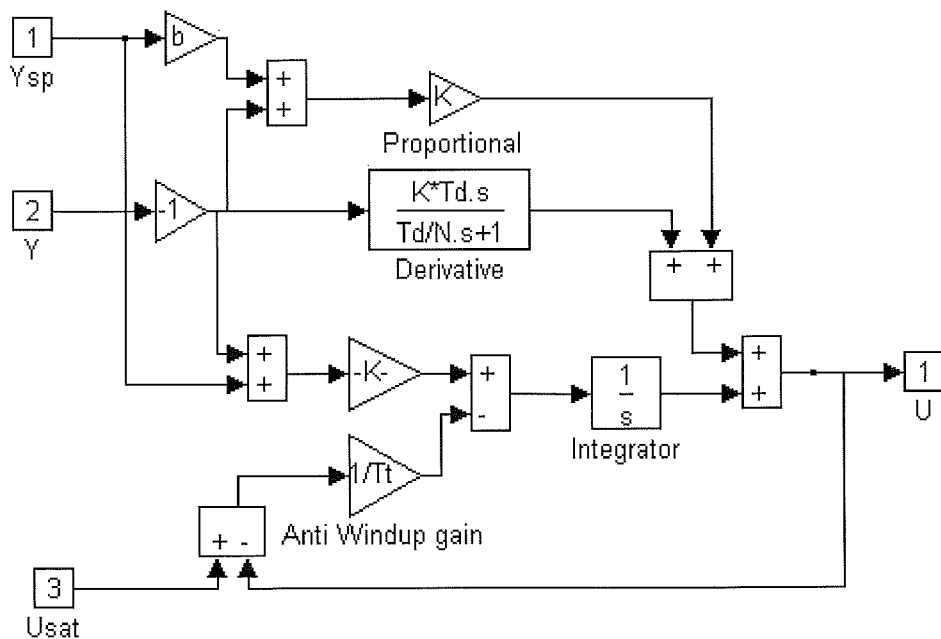 1
Ysp
b
+
+
K
Proportional
2
Y
-1
K*Td.s
Td/N.s+1
Derivative
+ +
+
+
-K-
+
-
1
s
Integrator
+
+
1
U
1/Tt
Anti Windup gain
+ -
3
Usat